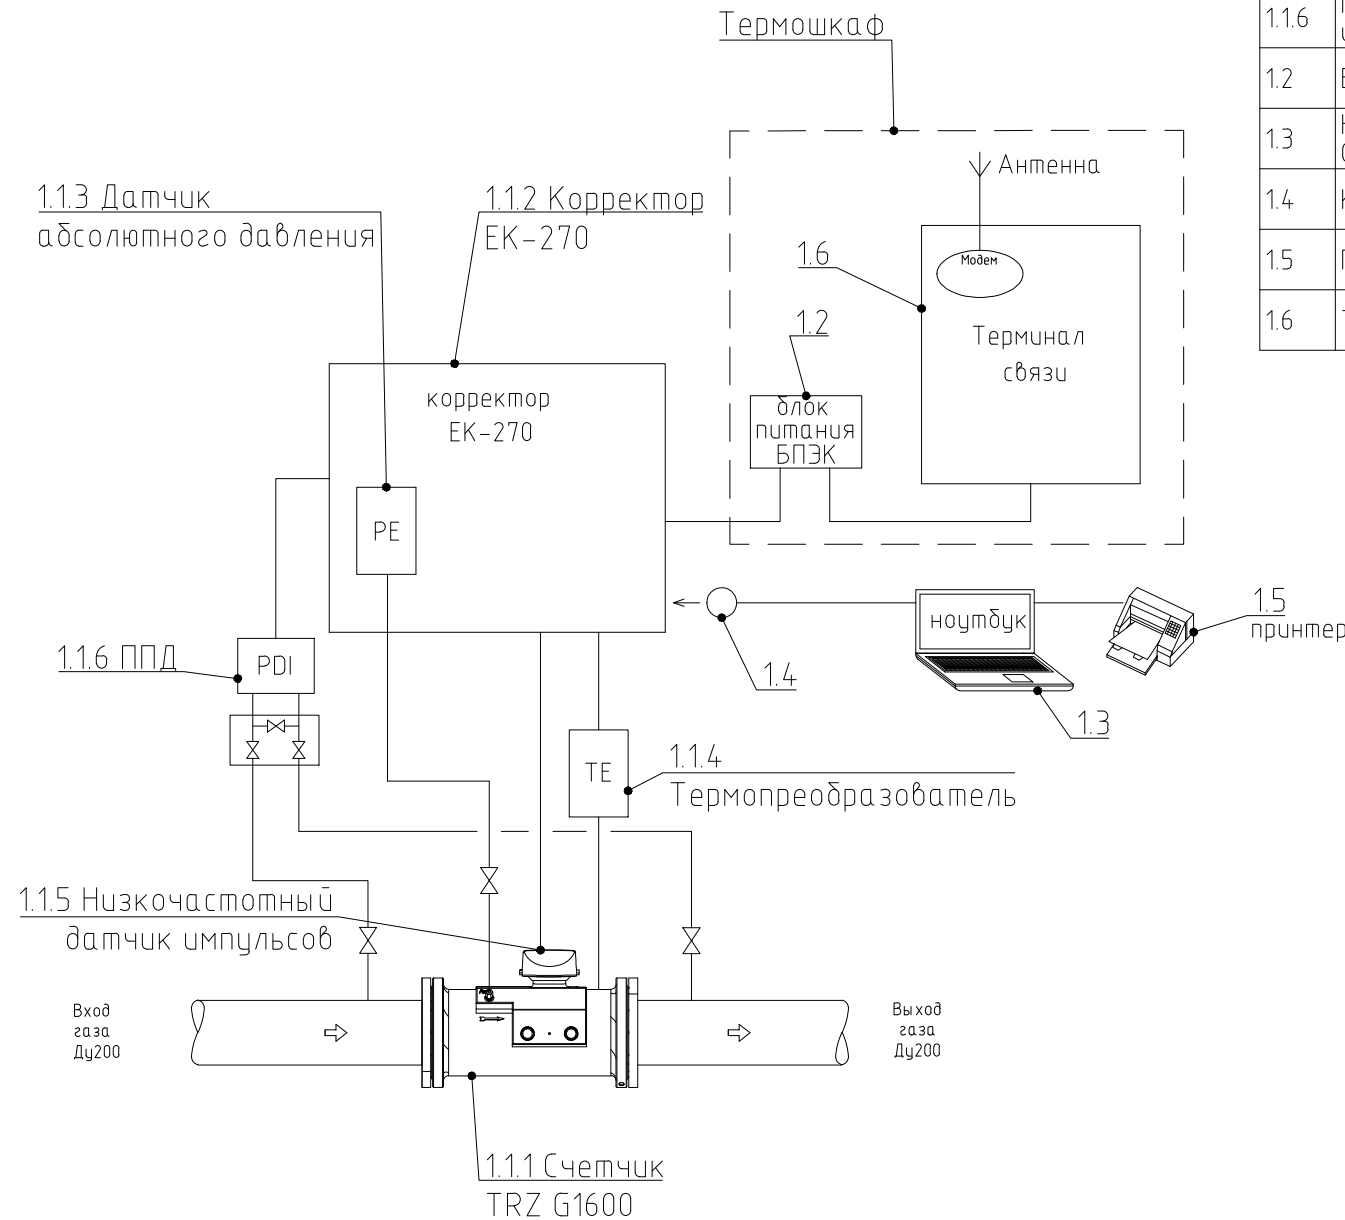 Термошкаф
1.1.6
1.2
1.3
1.4
1.5
1.6
Антенна
1.1.3 Датчик
абсолютного давления
1.1.2 Корректор
ЕК-270
1.6
Модем
Терминал
связи
1.2
блок
питания
БПЭК
корректор
ЕК-270
PE
ноутбук
1.5
принтер
1.4
1.3
1.1.6 ППД
PDI
TE
1.1.4
Термопреобразователь
1.1.5 Низкочастотный
датчик импульсов
Вход
газа
Ду200
Выход
газа
Ду200
1.1.1 Счетчик
TRZ G1600